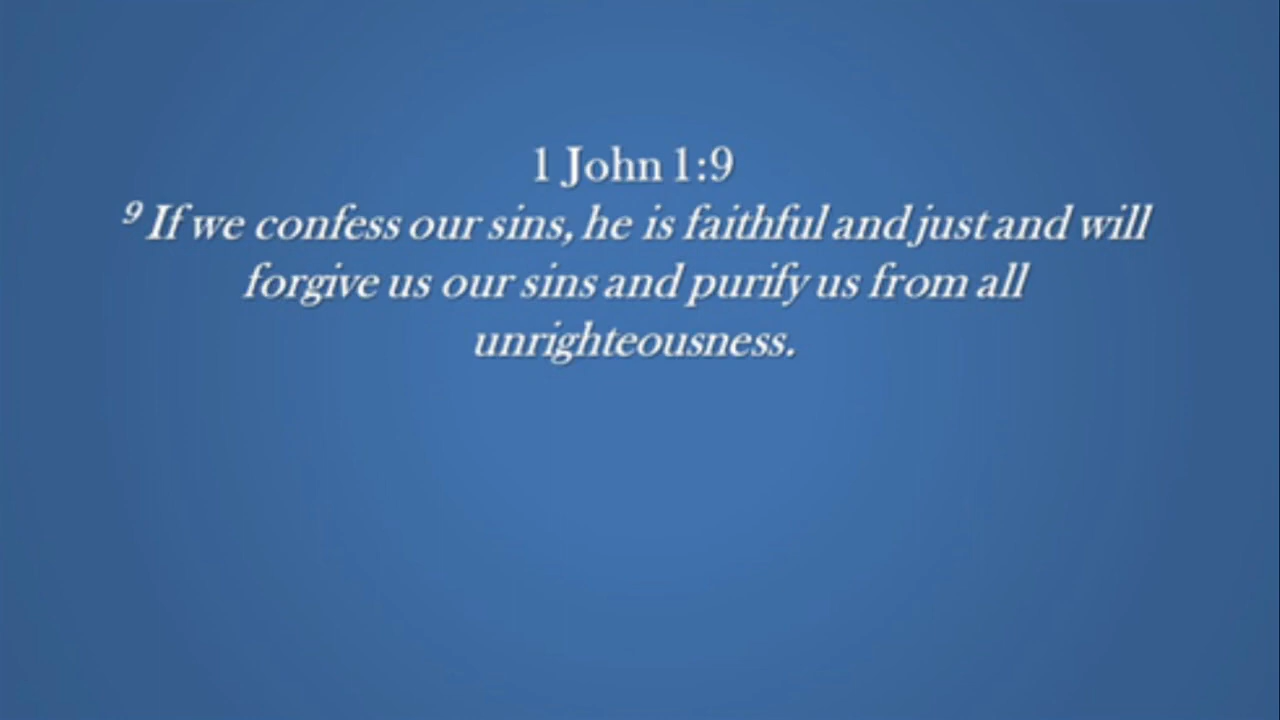 1 John 1:9
⁹ If we confess our sins, he is faithful and just and will
forgive us our sins and purify us from all
unrighteousness.